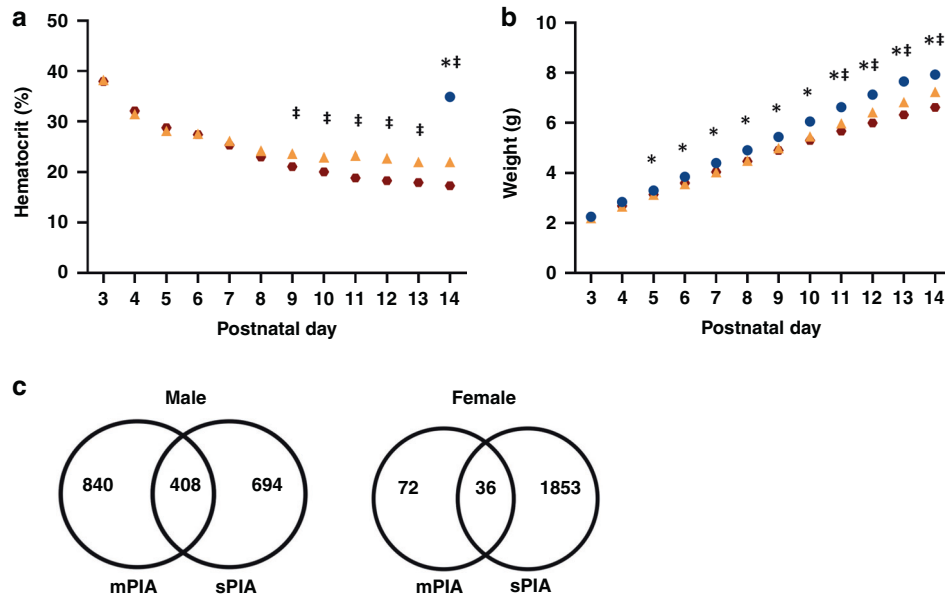 a
50
40
30
20
10
0
Hematocrit (%)
‡ ‡ ‡ ‡ ‡ *‡
3 4 5 6 7 8 9 10 11 12 13 14
Postnatal day
b
10
8
6
4
2
0
Weight (g)
* * * * * * *‡ *‡ *‡ *‡
3 4 5 6 7 8 9 10 11 12 13 14
Postnatal day
c
Male
840 408 694
mPIA sPIA
Female
72 36 1853
mPIA sPIA